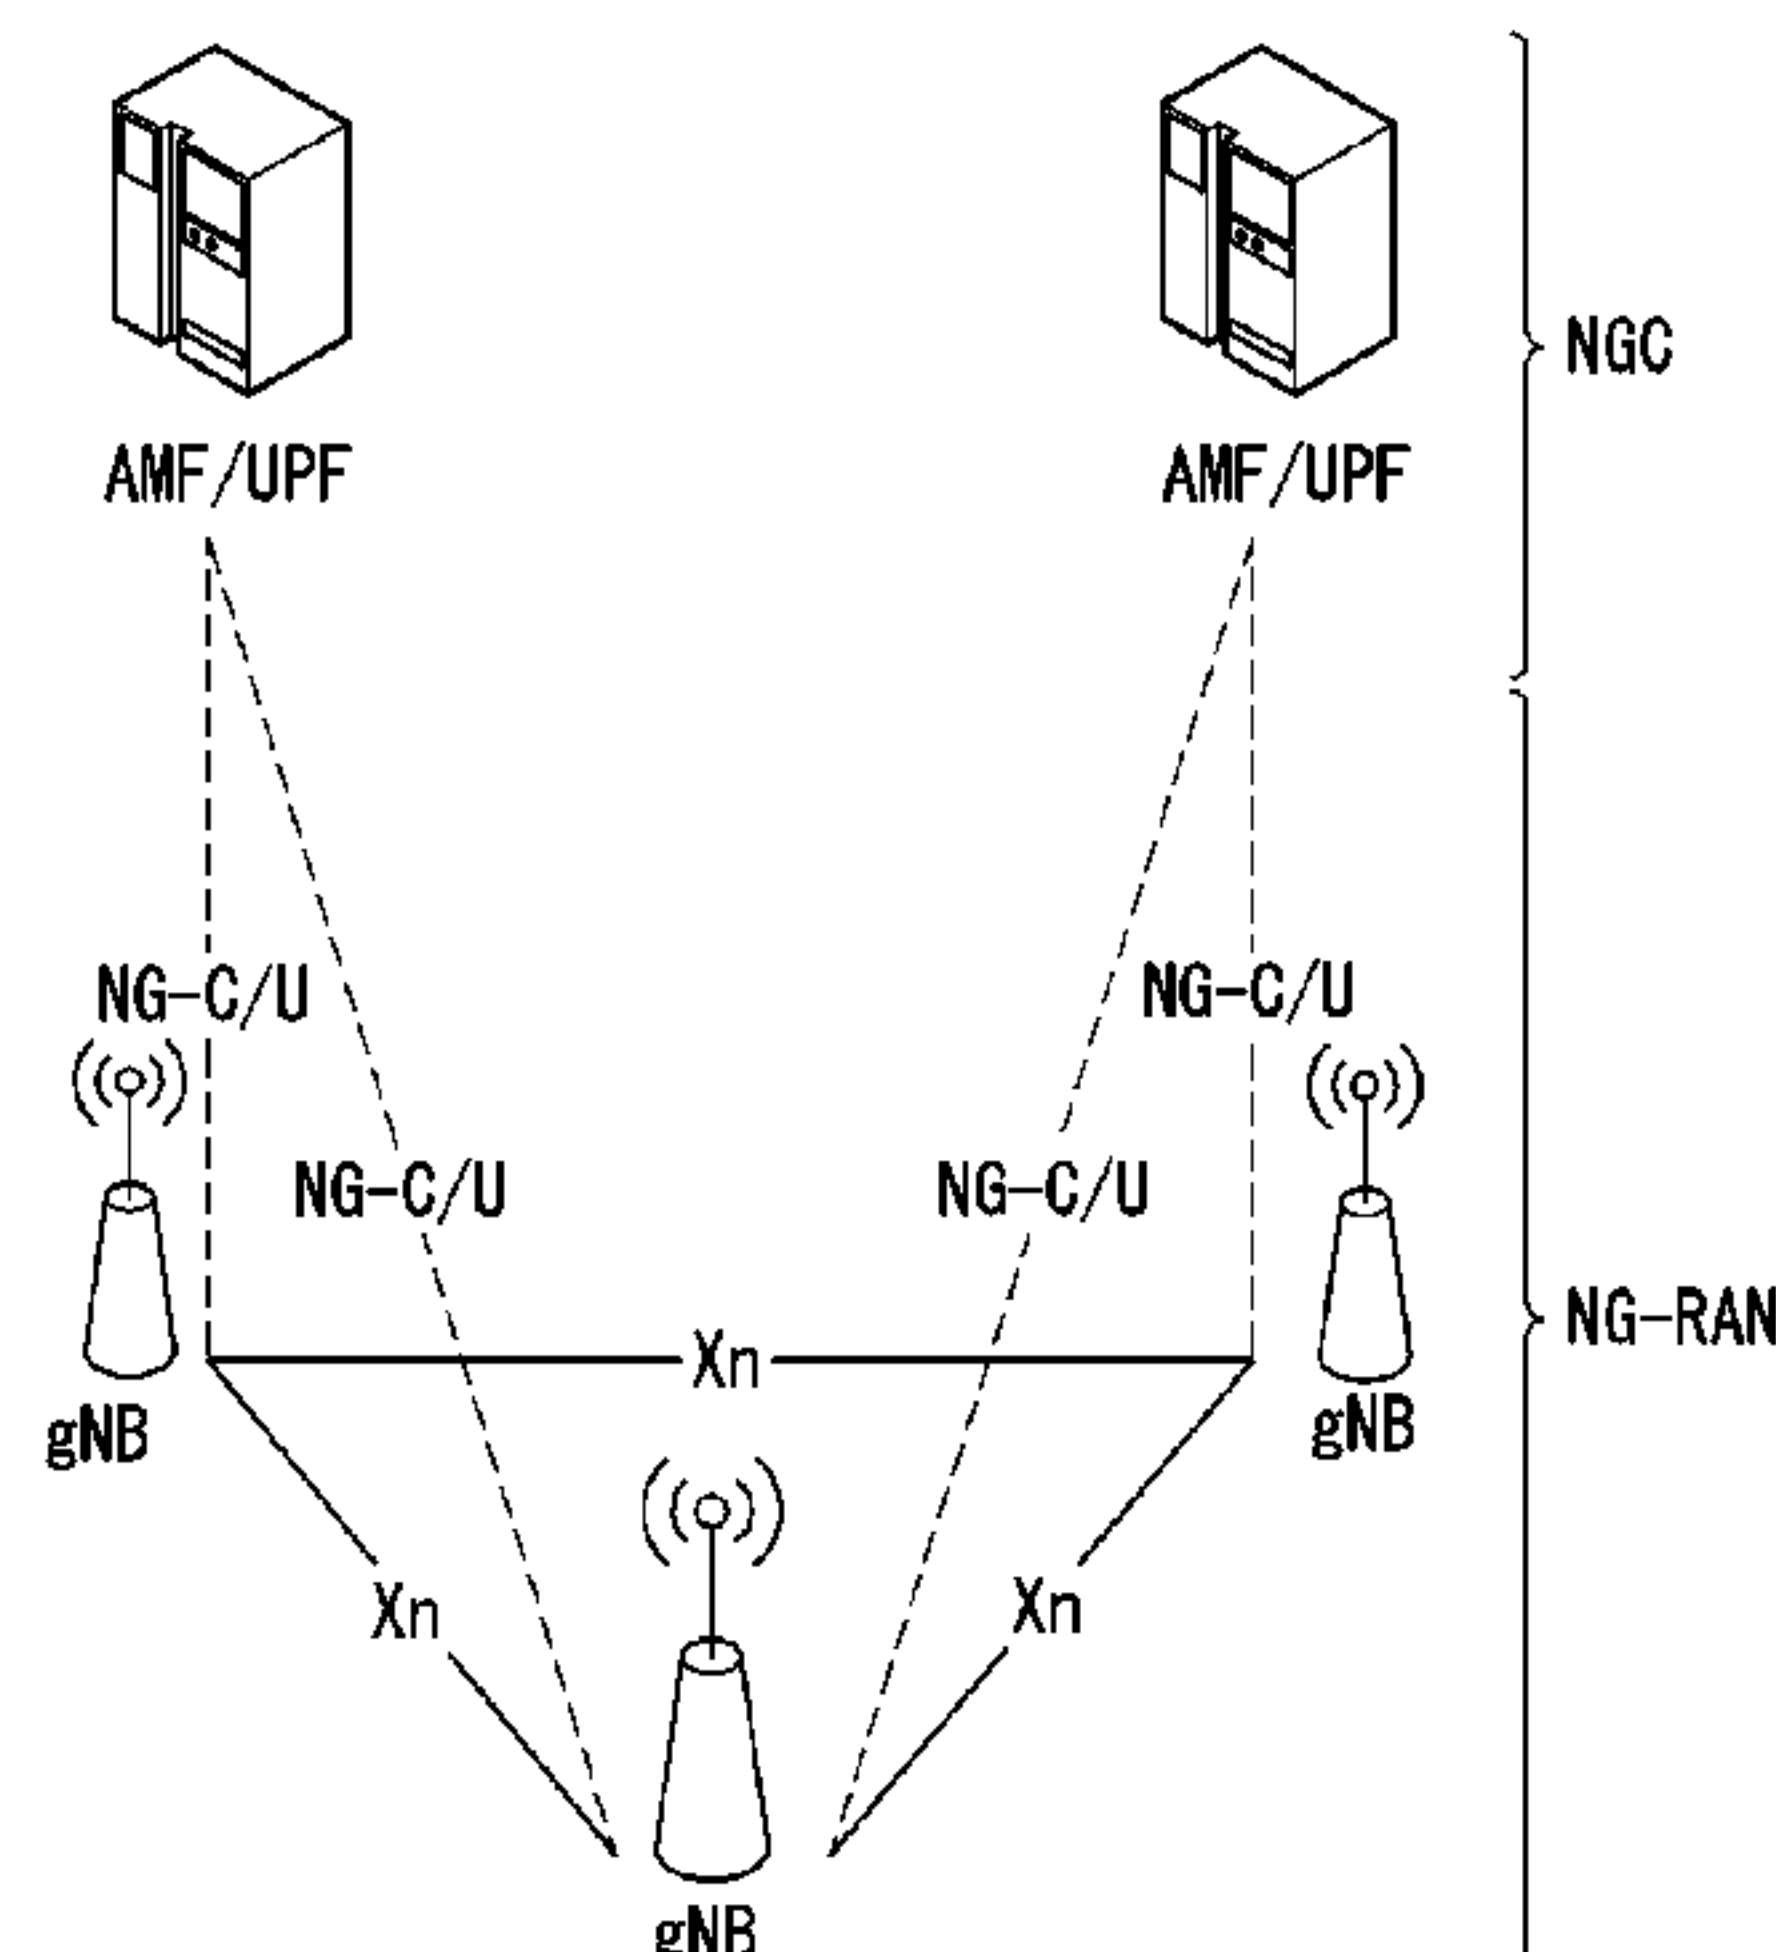 NGC
AMF/UPF
AMF/UPF
NG-C/U
NG-C/U
NG-C/U
NG-C/U
NG-RAN
Xn
gNB
gNB
Xn
Xn
gNB